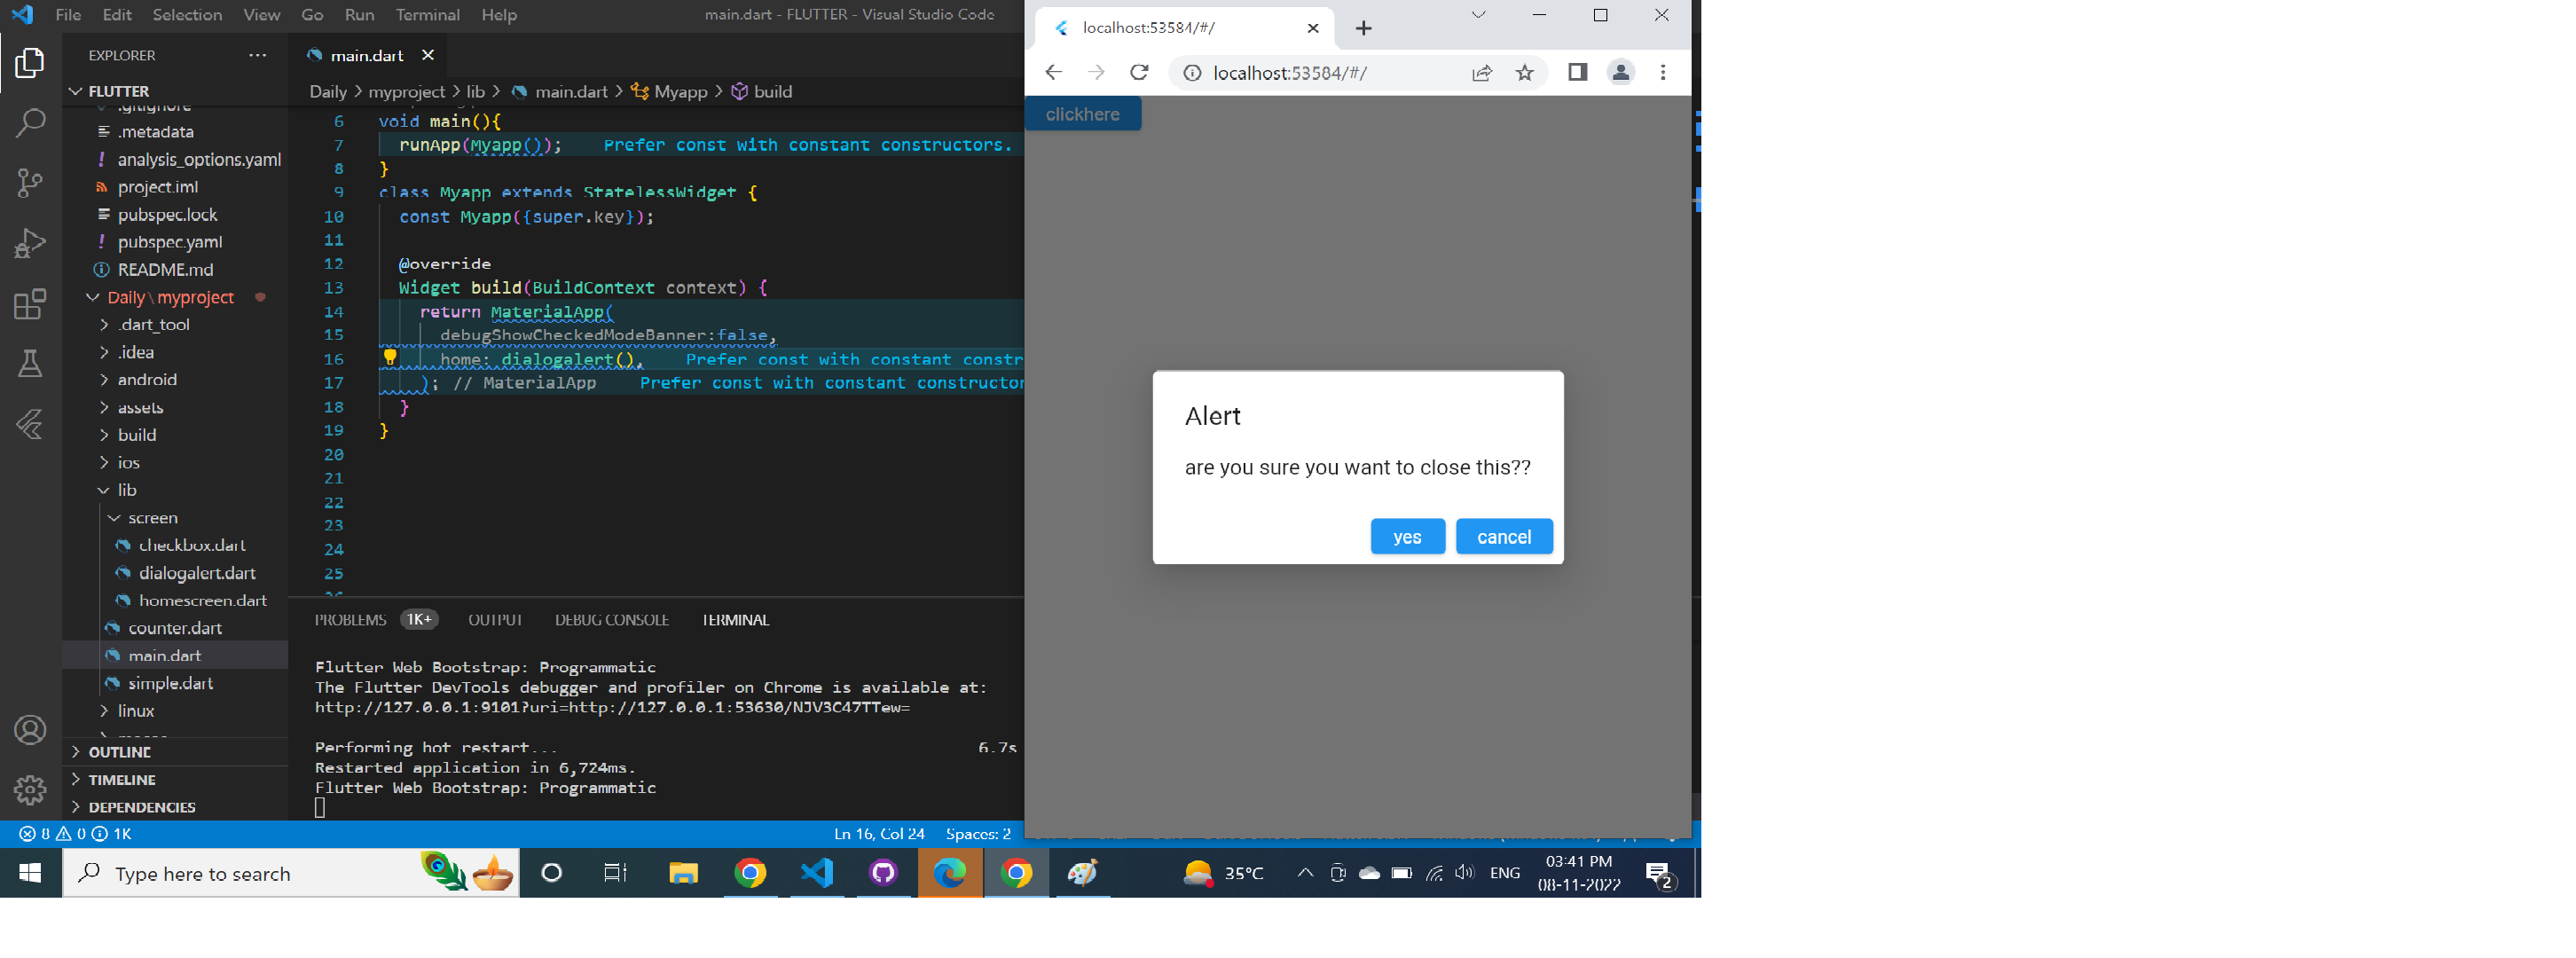 File Edit Selection View Go Run Terminal Help
main.dart - FLUTTER - Visual Studio Code
EXPLORER
FLUTTER
.gitignore
.metadata
analysis_options.yaml
project.iml
pubspec.lock
pubspec.yaml
README.md
Daily\myproject
.dart_tool
.idea
android
assets
build
ios
lib
screen
checkbox.dart
dialogalert.dart
homescreen.dart
counter.dart
main.dart
simple.dart
linux
OUTLINE
TIMELINE
DEPENDENCIES
main.dart
Daily > myproject > lib > main.dart > Myapp > build
6 void main(){
7 runApp(Myapp()); Prefer const with constant constructors.
8 }
9 class Myapp extends StatelessWidget {
10 const Myapp({super.key});
11
12 @override
13 Widget build(BuildContext context) {
14 return MaterialApp(
15 debugShowCheckedModeBanner:false,
16 home: dialogalert(), Prefer const with constant constr
17 ); // MaterialApp Prefer const with constant constructor
18 }
19 }
20
21
22
23
24
25
PROBLEMS 1K+ OUTPUT DEBUG CONSOLE TERMINAL
Flutter Web Bootstrap: Programmatic
The Flutter DevTools debugger and profiler on Chrome is available at:
http://127.0.0.1:9101?uri=http://127.0.0.1:53630/NJV3C47TTew=
Performing hot restart... 6.7s
Restarted application in 6,724ms.
Flutter Web Bootstrap: Programmatic
8 0 1K
Ln 16, Col 24 Spaces: 2
localhost:53584/#/
localhost:53584/#/
clickhere
Alert
are you sure you want to close this??
yes cancel
Type here to search
35°C
ENG
03:41 PM
08-11-2022
2